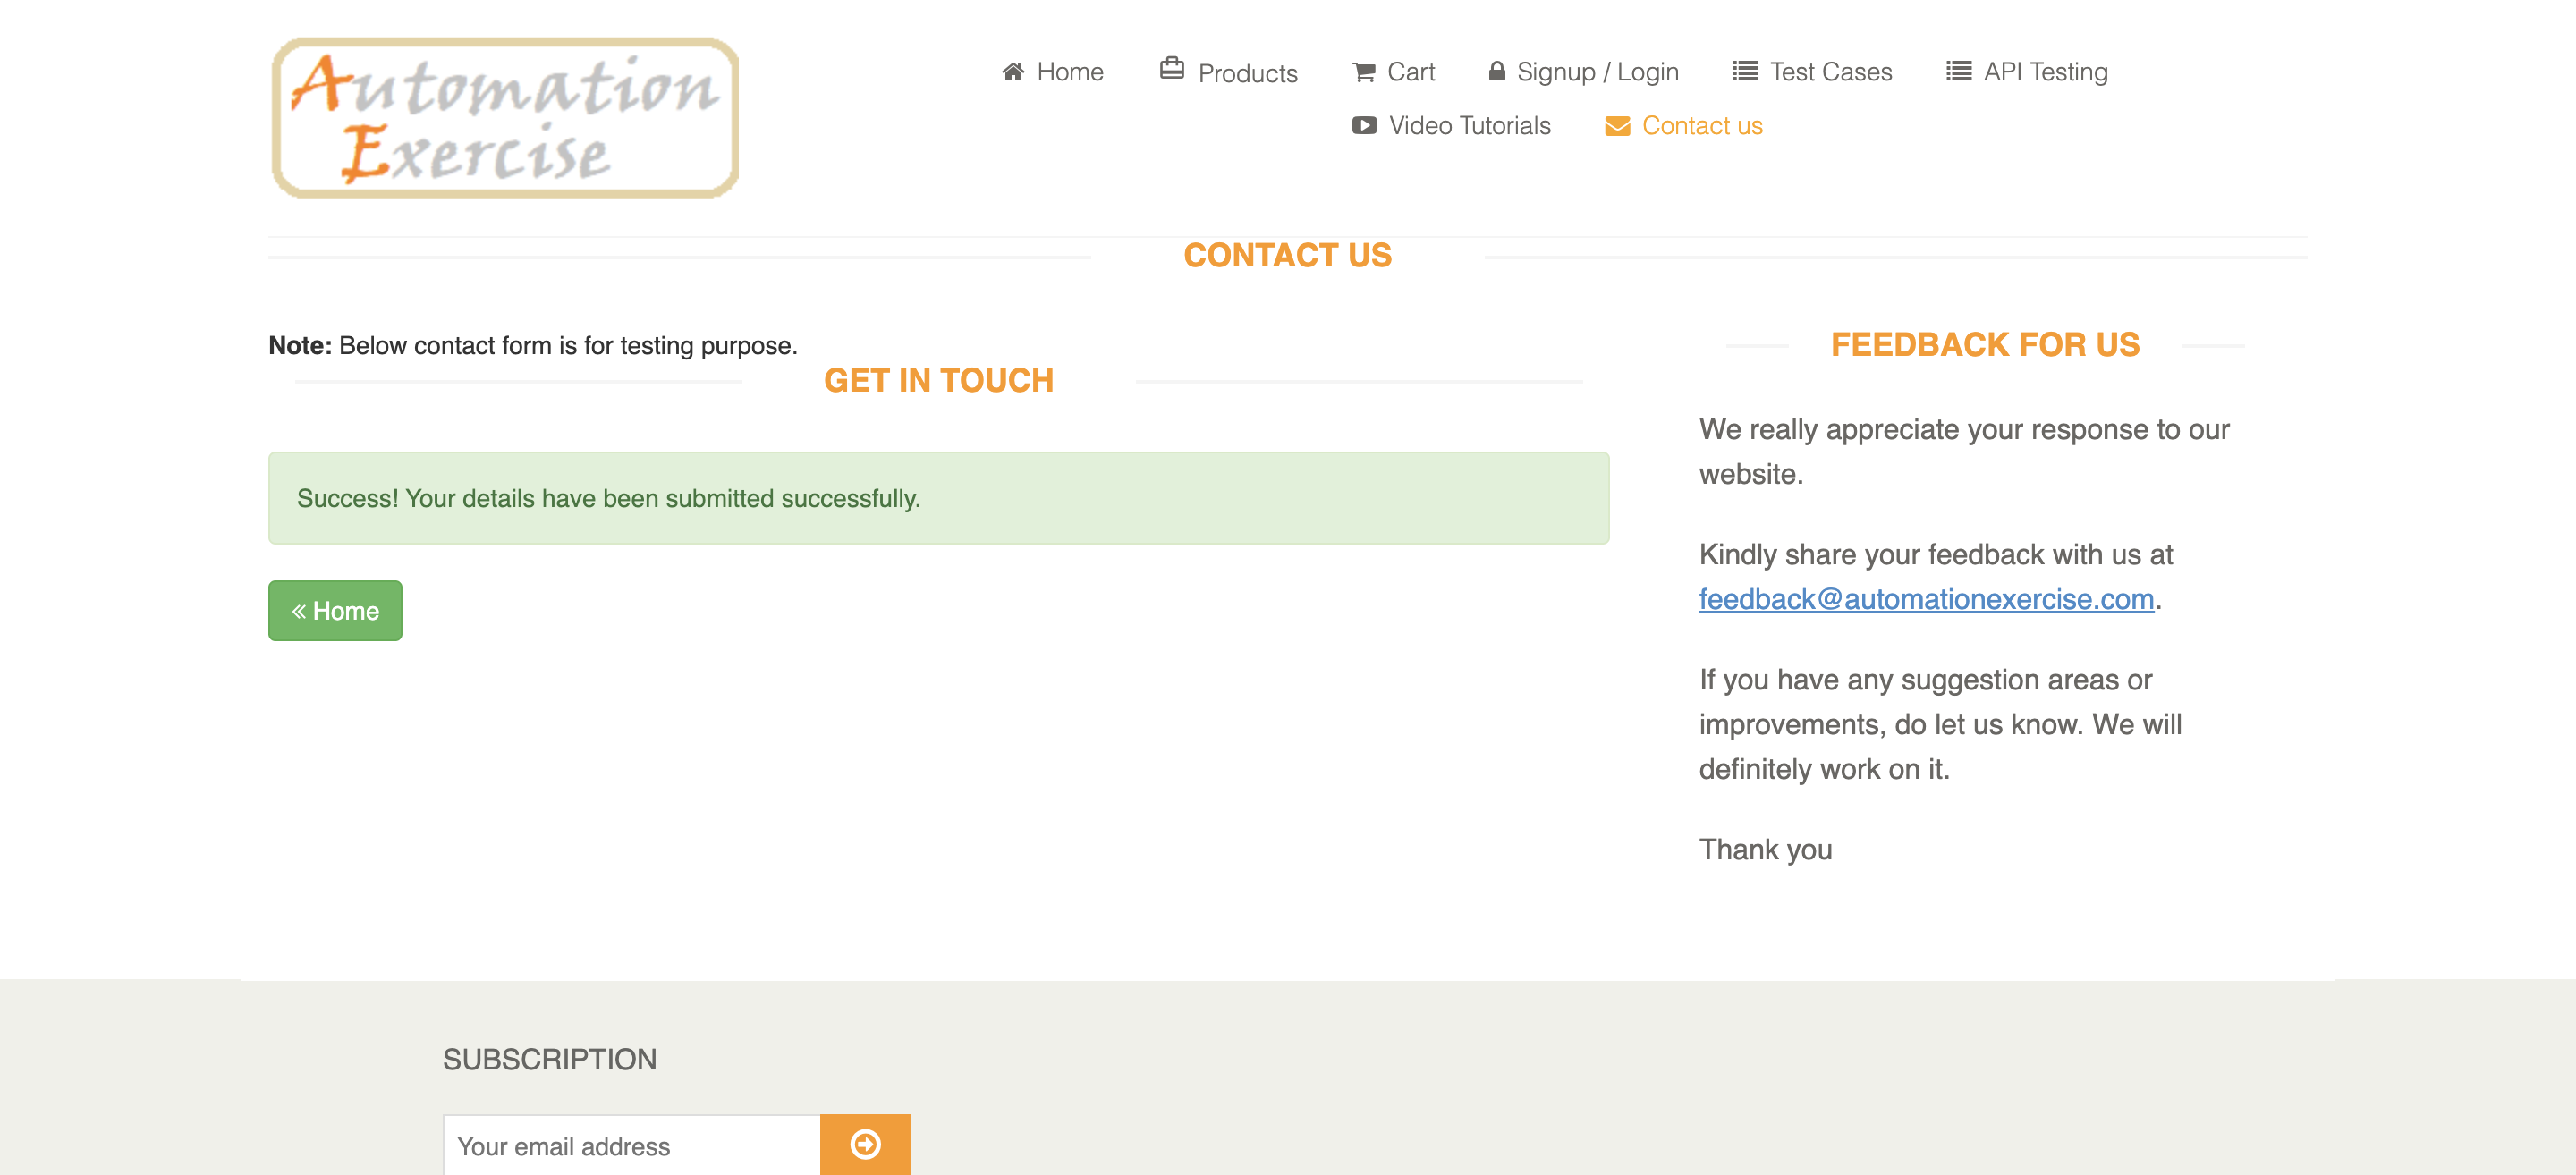 Automation
Exercise
Home
Products
Cart
Signup / Login
Test Cases
API Testing
Video Tutorials
Contact us
CONTACT US
Note: Below contact form is for testing purpose.
GET IN TOUCH
Success! Your details have been submitted successfully.
« Home
FEEDBACK FOR US
We really appreciate your response to our
website.
Kindly share your feedback with us at
feedback@automationexercise.com.
If you have any suggestion areas or
improvements, do let us know. We will
definitely work on it.
Thank you
SUBSCRIPTION
Your email address